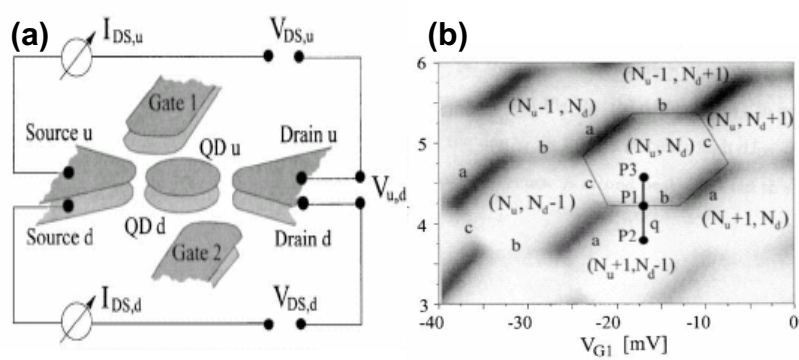 (a)
I_DS,u
V_DS,u
Gate 1
Source u
QD u
Drain u
V_u,d
Source d
QD d
Drain d
Gate 2
I_DS,d
V_DS,d
(b)
6
5
4
3
(N_u-1, N_d+1)
(N_u-1, N_d)
b
a
(N_u, N_d+1)
(N_u, N_d)
c
b
a
P3
c
P1
b
a
(N_u, N_d-1)
(N_u+1, N_d)
c
b
a
P2
q
(N_u+1, N_d-1)
-40
-30
-20
-10
0
V_G1 [mV]